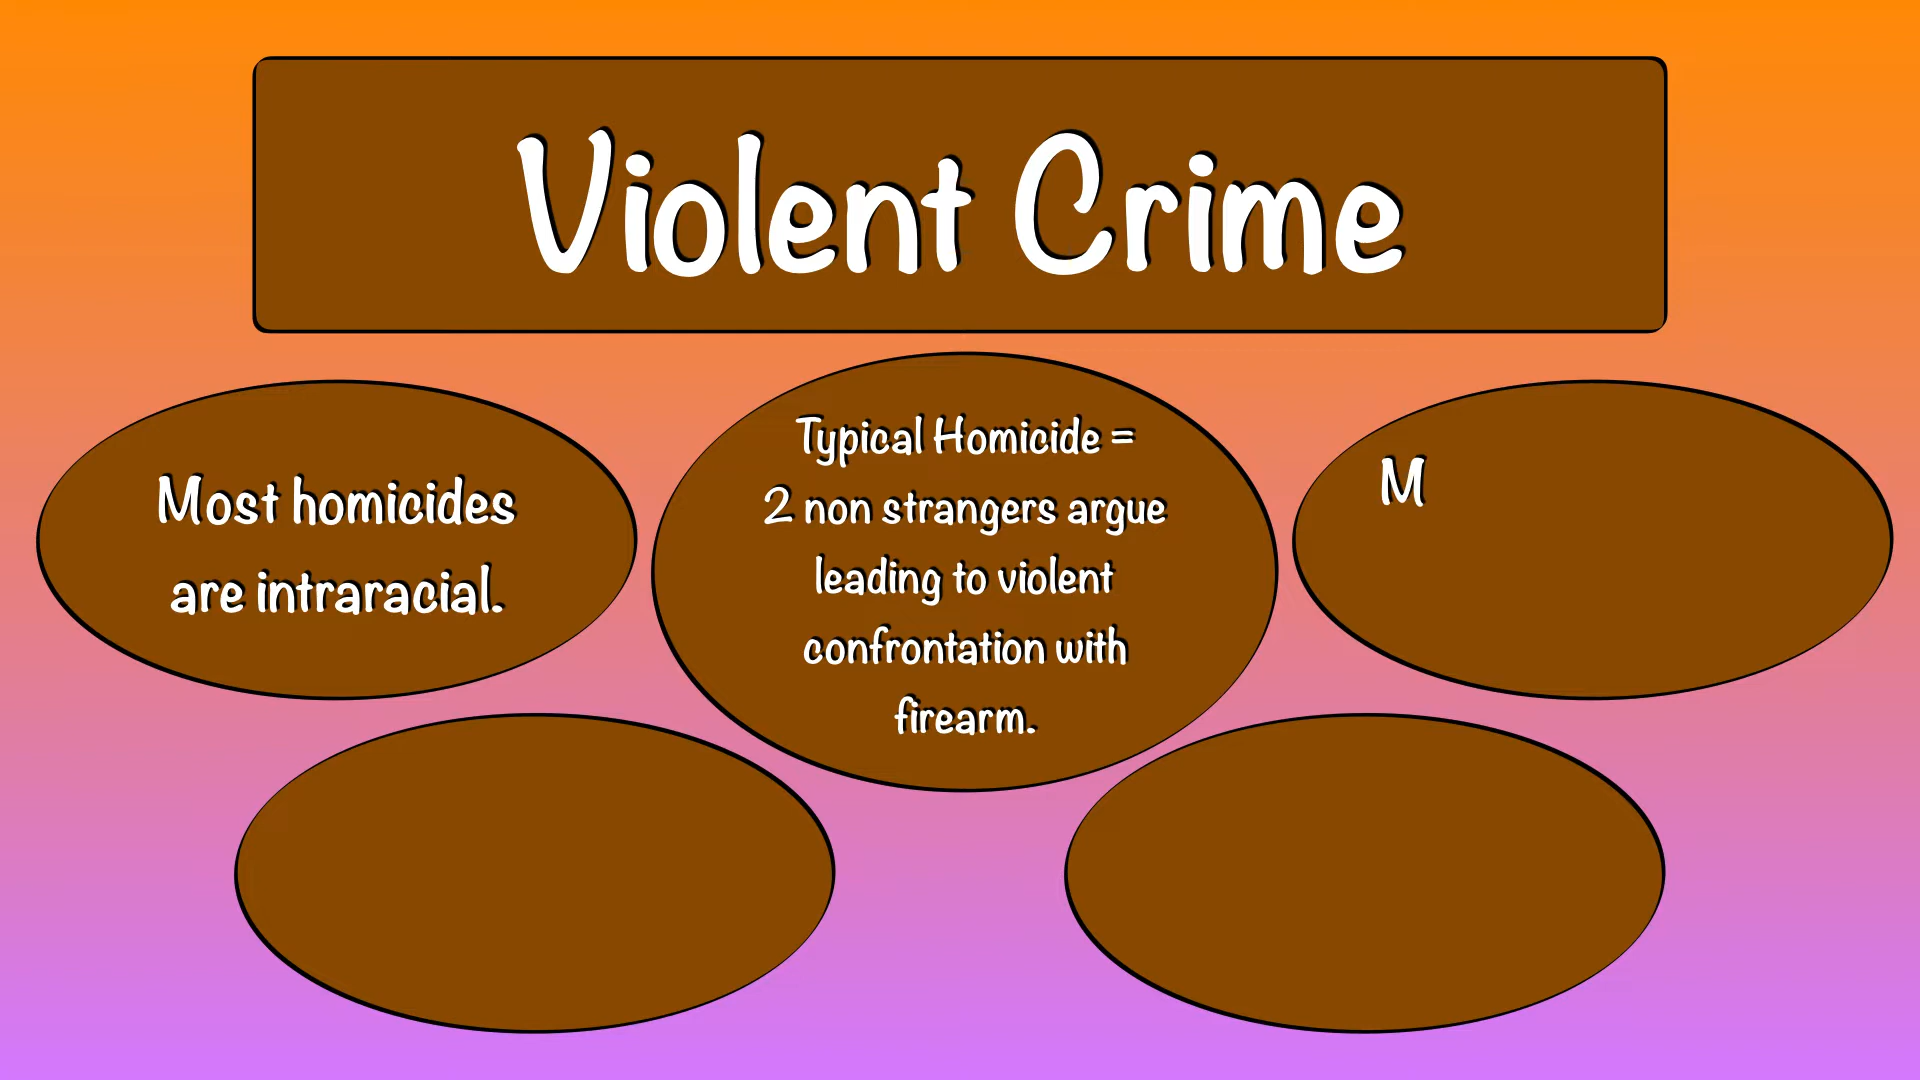 Violent Crime
Most homicides
are intraracial.
Typical Homicide =
2 non strangers argue
leading to violent
confrontation with
firearm.
M